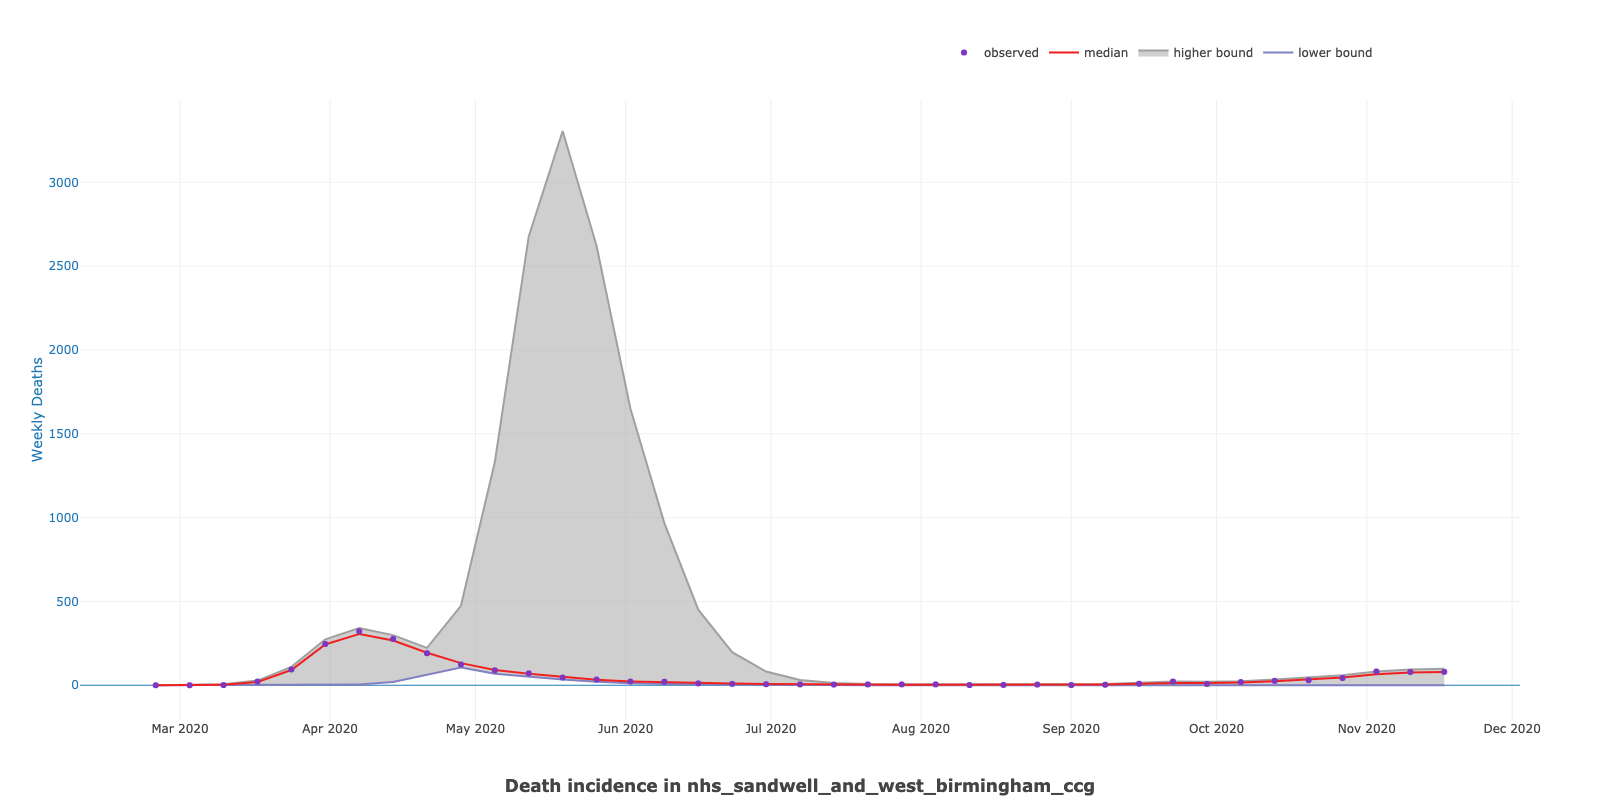 observed median higher bound lower bound
Weekly Deaths
3000
2500
2000
1500
1000
500
0
Mar 2020 Apr 2020 May 2020 Jun 2020 Jul 2020 Aug 2020 Sep 2020 Oct 2020 Nov 2020 Dec 2020
Death incidence in nhs_sandwell_and_west_birmingham_ccg